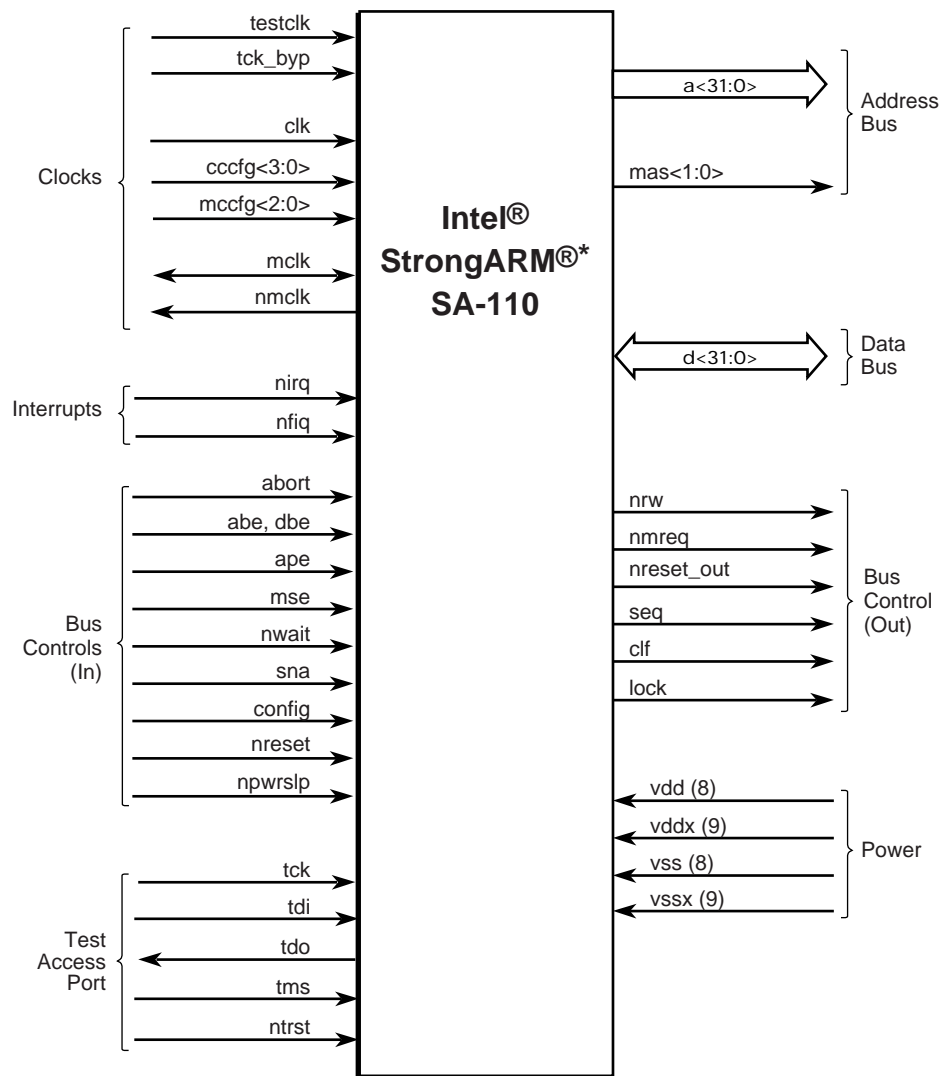 testclk
tck_byp
clk
cccfg<3:0>
mccfg<2:0>
mclk
nmclk
Clocks
nirq
nfiq
Interrupts
abort
abe, dbe
ape
mse
nwait
sna
config
nreset
npwrslp
Bus
Controls
(In)
tck
tdi
tdo
tms
ntrst
Test
Access
Port
Intel®
StrongARM®*
SA-110
a<31:0>
mas<1:0>
Address
Bus
d<31:0>
Data
Bus
nrw
nmreq
nreset_out
seq
clf
lock
Bus
Control
(Out)
vdd (8)
vddx (9)
vss (8)
vssx (9)
Power